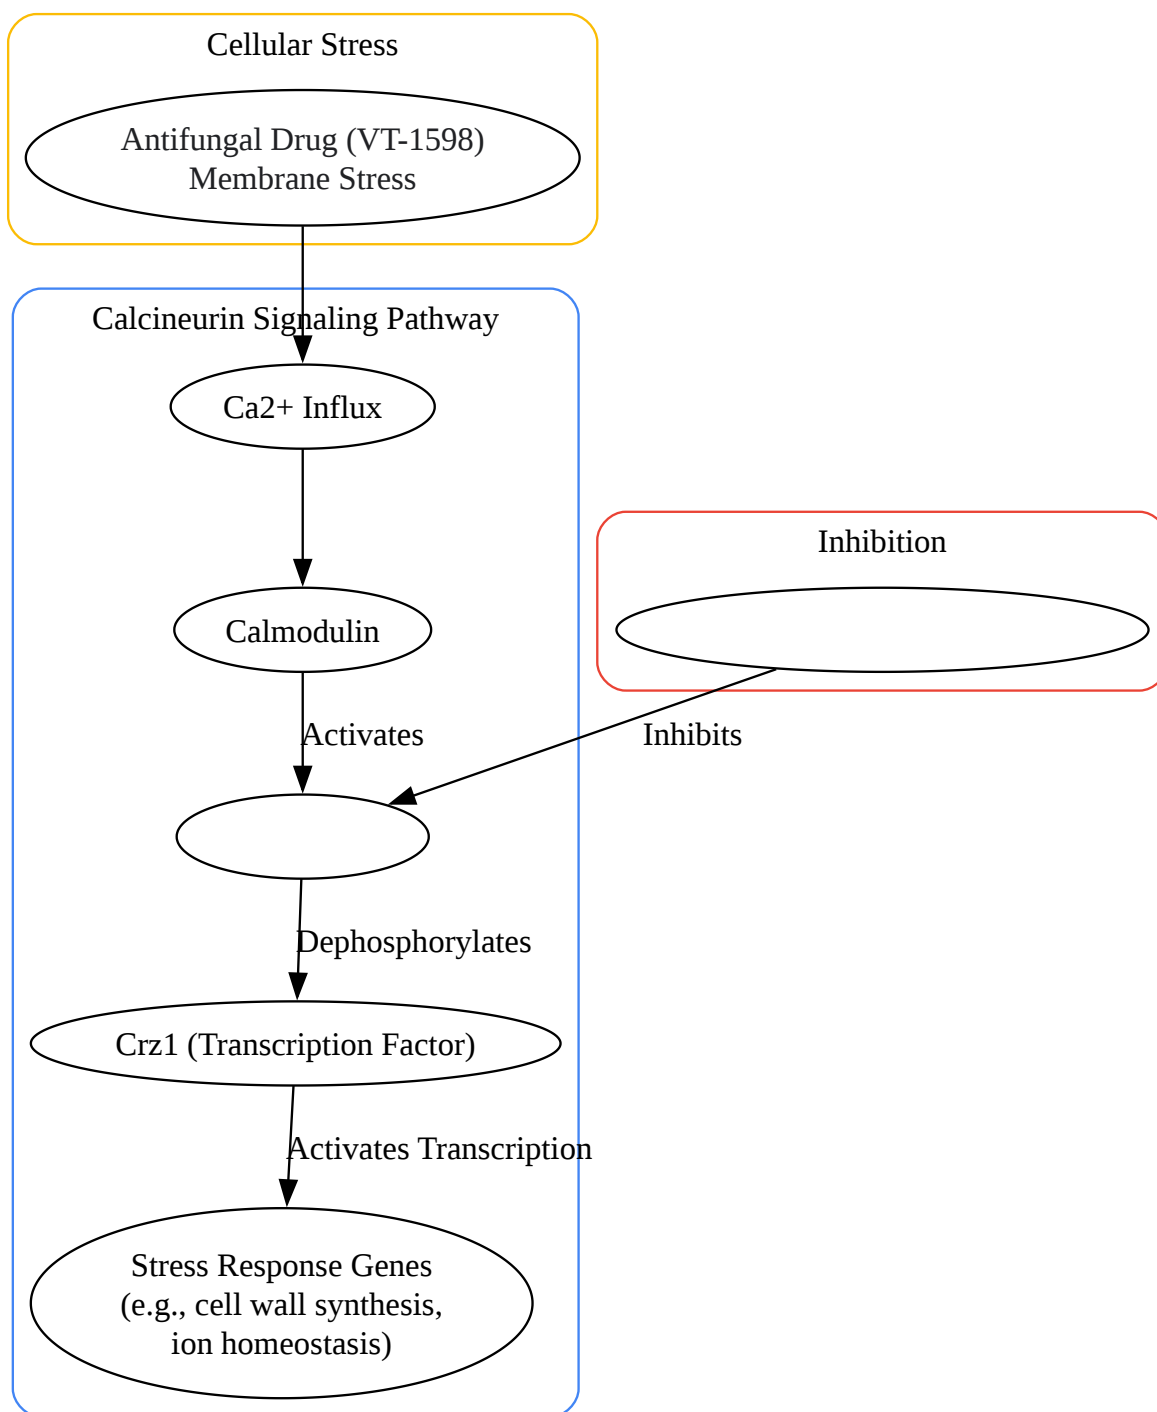 Cellular Stress
Antifungal Drug (VT-1598)
Membrane Stress
Calcineurin Signaling Pathway
Ca2+ Influx
Inhibition
Calmodulin
Activates
Inhibits
Dephosphorylates
Crz1 (Transcription Factor)
Activates Transcription
Stress Response Genes
(e.g., cell wall synthesis,
ion homeostasis)